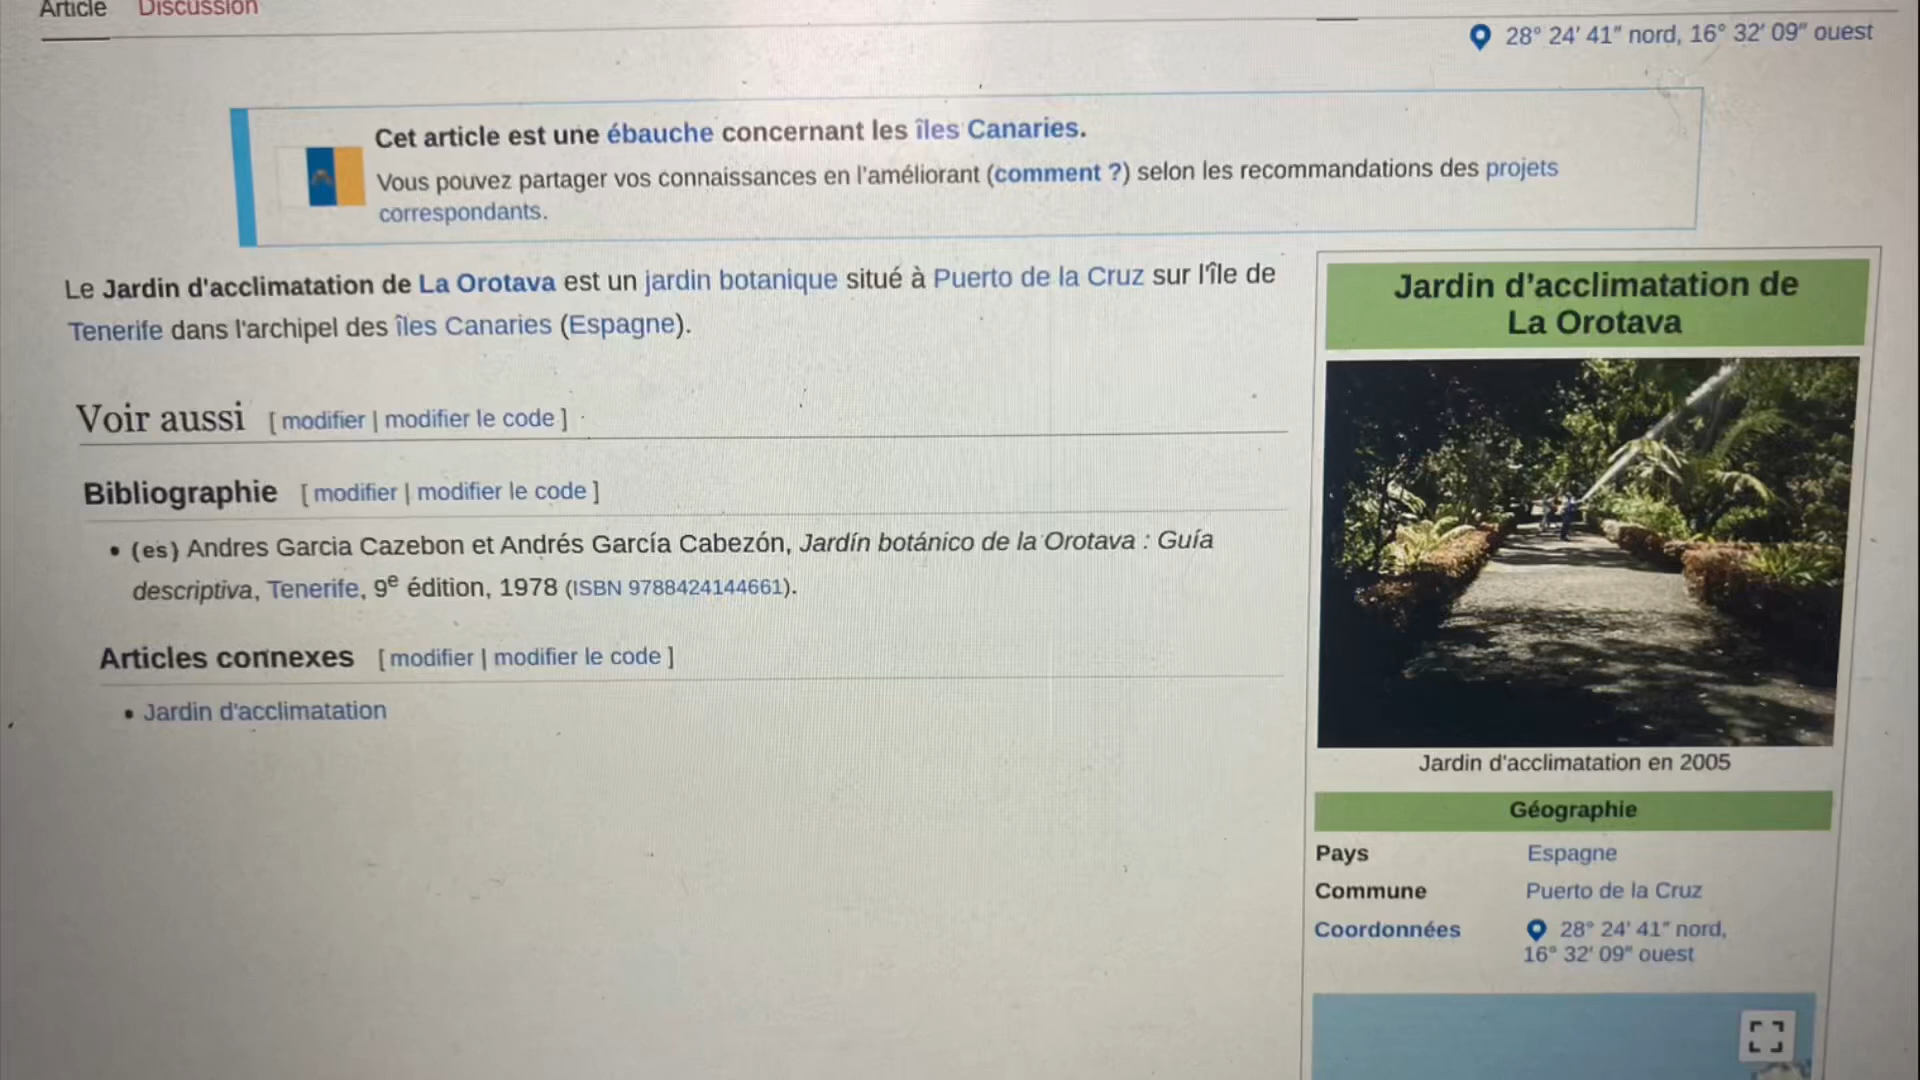 Article Discussion
28° 24′ 41″ nord, 16° 32′ 09″ ouest
Cet article est une ébauche concernant les îles Canaries.
Vous pouvez partager vos connaissances en l'améliorant (comment ?) selon les recommandations des projets
correspondants.
Le Jardin d'acclimatation de La Orotava est un jardin botanique situé à Puerto de la Cruz sur l'île de
Tenerife dans l'archipel des îles Canaries (Espagne).
Voir aussi [ modifier | modifier le code ]
Bibliographie [ modifier | modifier le code ]
• (es) Andres Garcia Cazebon et Andrés García Cabezón, Jardín botánico de la Orotava : Guía
descriptiva, Tenerife, 9e édition, 1978 (ISBN 9788424144661).
Articles connexes [ modifier | modifier le code ]
• Jardin d'acclimatation
Jardin d'acclimatation de
La Orotava
Jardin d'acclimatation en 2005
Géographie
Pays Espagne
Commune Puerto de la Cruz
Coordonnées 28° 24′ 41″ nord,
16° 32′ 09″ ouest